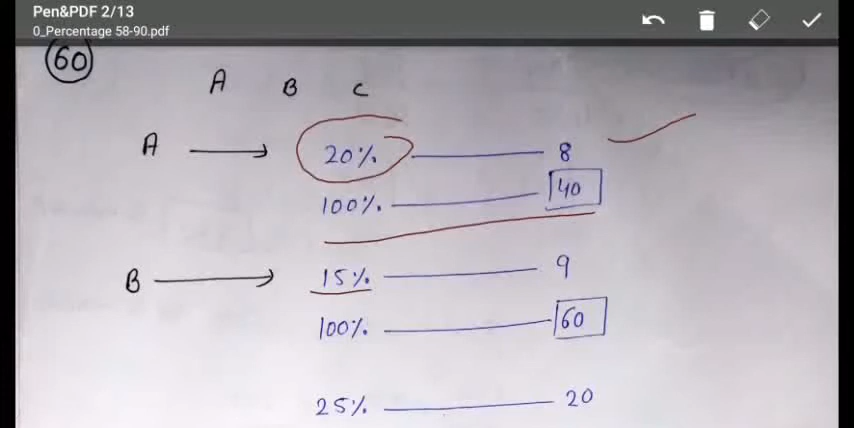 Pen&PDF 2/13
0_Percentage 58-90.pdf
60
A B C
A → 20% 8
100% 40
B → 15% 9
100% 60
25% 20